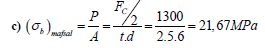 c) (σ_b)_mafsal = P/A = (F_C/2)/(t.d) = 1300/(2.5.6) = 21,67MPa